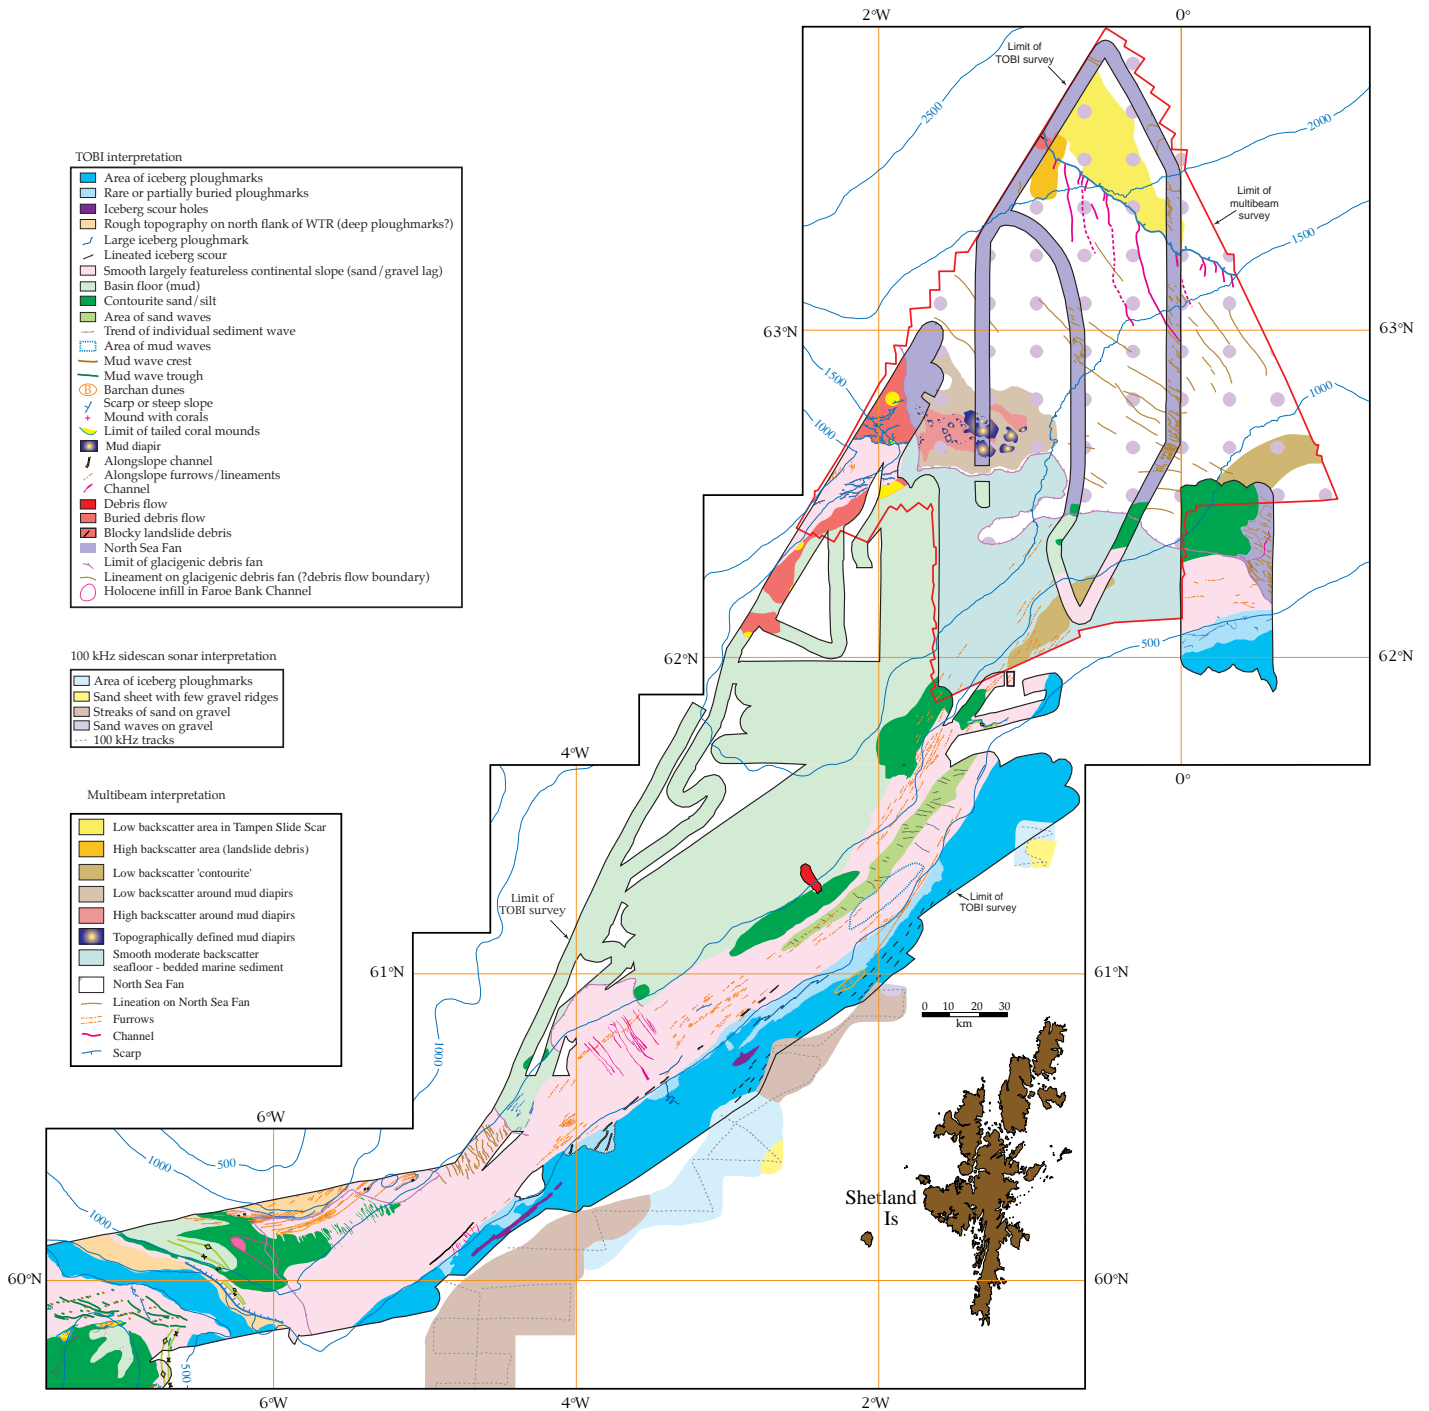 2°W
0°
Limit of
TOBI survey
2500
2000
Limit of
multibeam
survey
1500
63°N
63°N
1500
1000
1000
TOBI interpretation
Area of iceberg ploughmarks
Rare or partially buried ploughmarks
Iceberg scour holes
Rough topography on north flank of WTR (deep ploughmarks?)
Large iceberg ploughmark
Lineated iceberg scour
Smooth largely featureless continental slope (sand/gravel lag)
Basin floor (mud)
Contourite sand/silt
Area of sand waves
Trend of individual sediment wave
Area of mud waves
Mud wave crest
Mud wave trough
B Barchan dunes
Scarp or steep slope
Mound with corals
Limit of tailed coral mounds
Mud diapir
Alongslope channel
Alongslope furrows/lineaments
Channel
Debris flow
Buried debris flow
Blocky landslide debris
North Sea Fan
Limit of glacigenic debris fan
Lineament on glacigenic debris fan (?debris flow boundary)
Holocene infill in Faroe Bank Channel
500
62°N
62°N
100 kHz sidescan sonar interpretation
Area of iceberg ploughmarks
Sand sheet with few gravel ridges
Streaks of sand on gravel
Sand waves on gravel
100 kHz tracks
4°W
0°
Multibeam interpretation
Low backscatter area in Tampen Slide Scar
High backscatter area (landslide debris)
Low backscatter 'contourite'
Low backscatter around mud diapirs
High backscatter around mud diapirs
Topographically defined mud diapirs
Smooth moderate backscatter
seafloor - bedded marine sediment
North Sea Fan
Lineation on North Sea Fan
Furrows
Channel
Scarp
Limit of
TOBI survey
Limit of
TOBI survey
61°N
61°N
0 10 20 30
km
1000
6°W
1000
500
1000
Shetland
Is
60°N
60°N
500
6°W
4°W
2°W